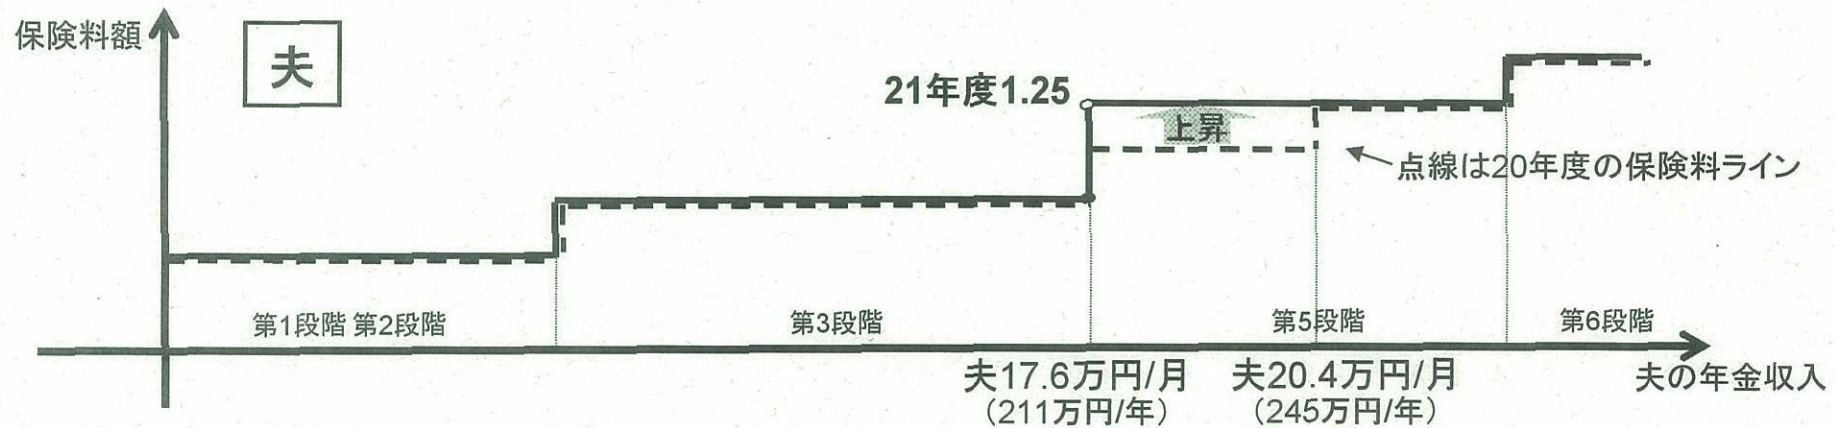 保険料額
夫
21年度1.25
上昇
点線は20年度の保険料ライン
第1段階 第2段階
第3段階
第5段階
第6段階
夫17.6万円/月
（211万円/年）
夫20.4万円/月
（245万円/年）
夫の年金収入